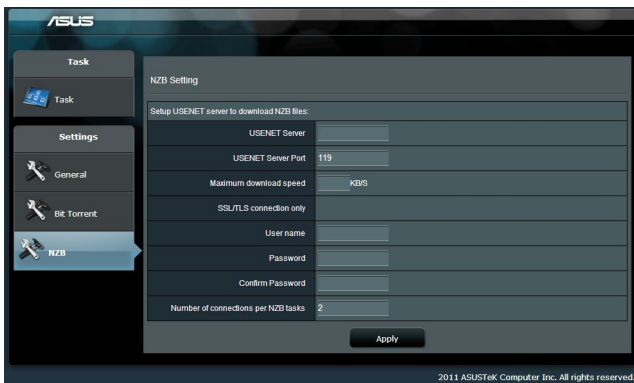 ASUS
Task
Task
Settings
General
Bit Torrent
NZB
NZB Setting
Setup USENET server to download NZB files:
USENET Server
USENET Server Port 119
Maximum download speed KB/S
SSL/TLS connection only
User name
Password
Confirm Password
Number of connections per NZB tasks 2
Apply
2011 ASUSTeK Computer Inc. All rights reserved.